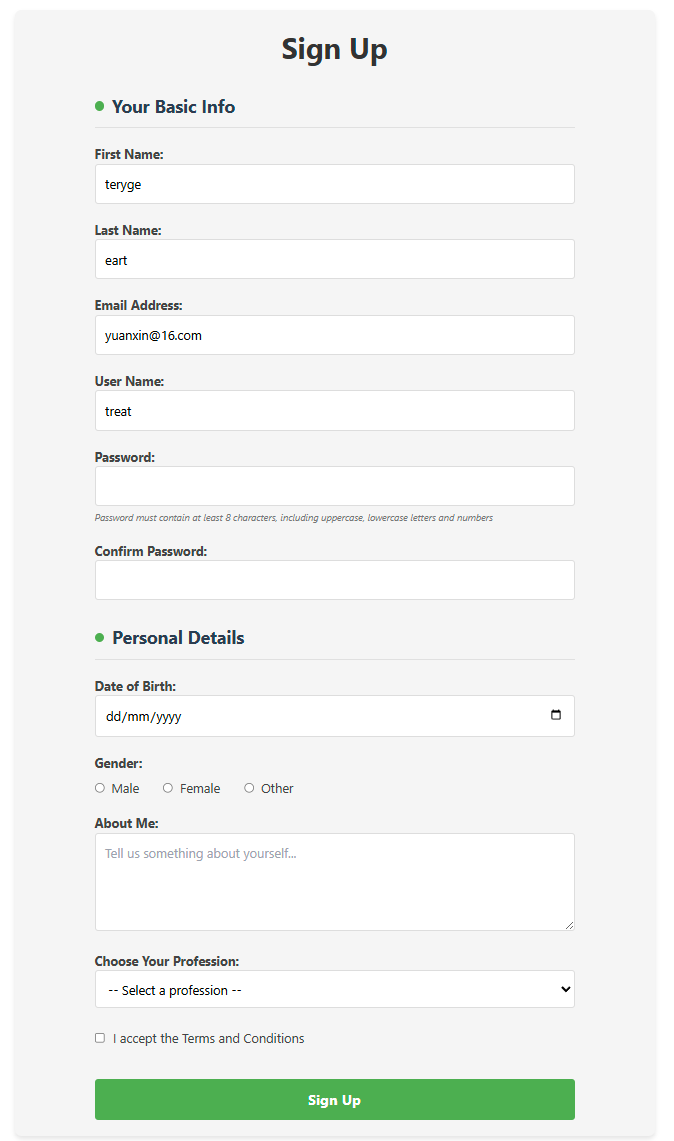 Sign Up
Your Basic Info
First Name:
teryge
Last Name:
eart
Email Address:
yuanxin@16.com
User Name:
treat
Password:
Password must contain at least 8 characters, including uppercase, lowercase letters and numbers
Confirm Password:
Personal Details
Date of Birth:
dd/mm/yyyy
Gender:
Male Female Other
About Me:
Tell us something about yourself...
Choose Your Profession:
-- Select a profession --
I accept the Terms and Conditions
Sign Up